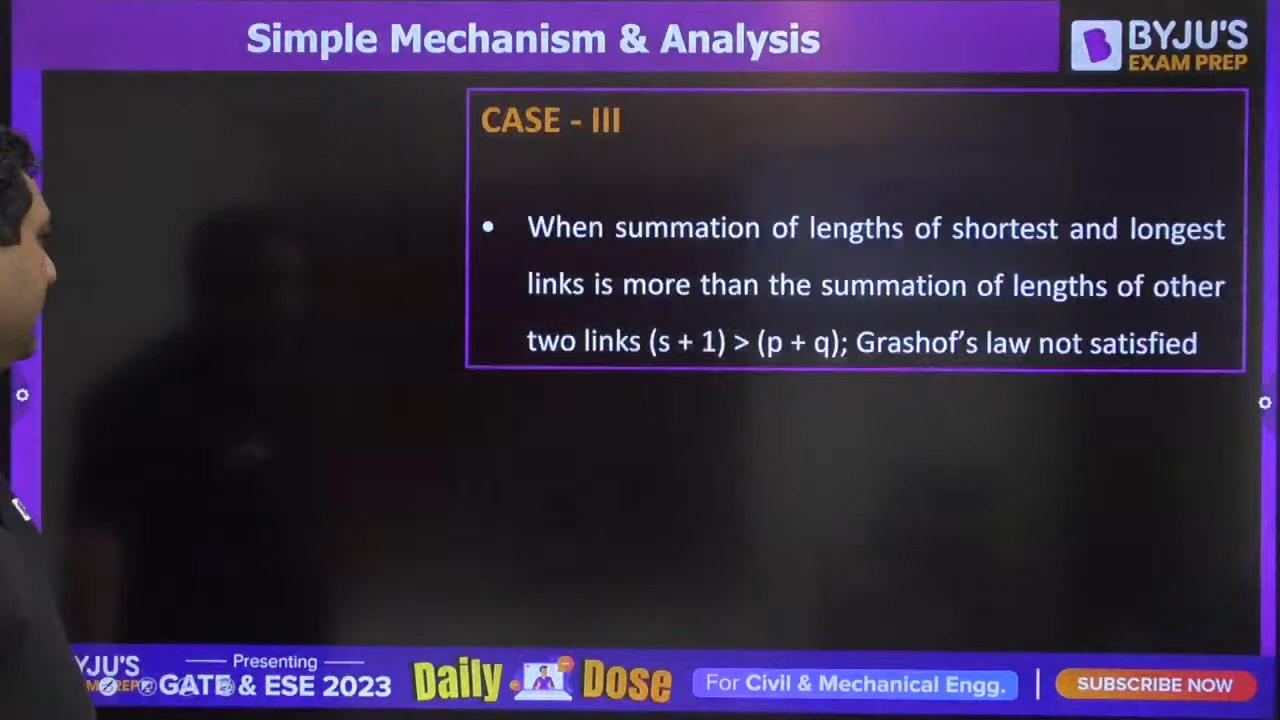 Simple Mechanism & Analysis
BYJU'S
EXAM PREP
CASE - III
• When summation of lengths of shortest and longest
links is more than the summation of lengths of other
two links (s + 1) > (p + q); Grashof's law not satisfied
YJU'S
Presenting
GATE & ESE 2023
Daily Dose
For Civil & Mechanical Engg.
SUBSCRIBE NOW